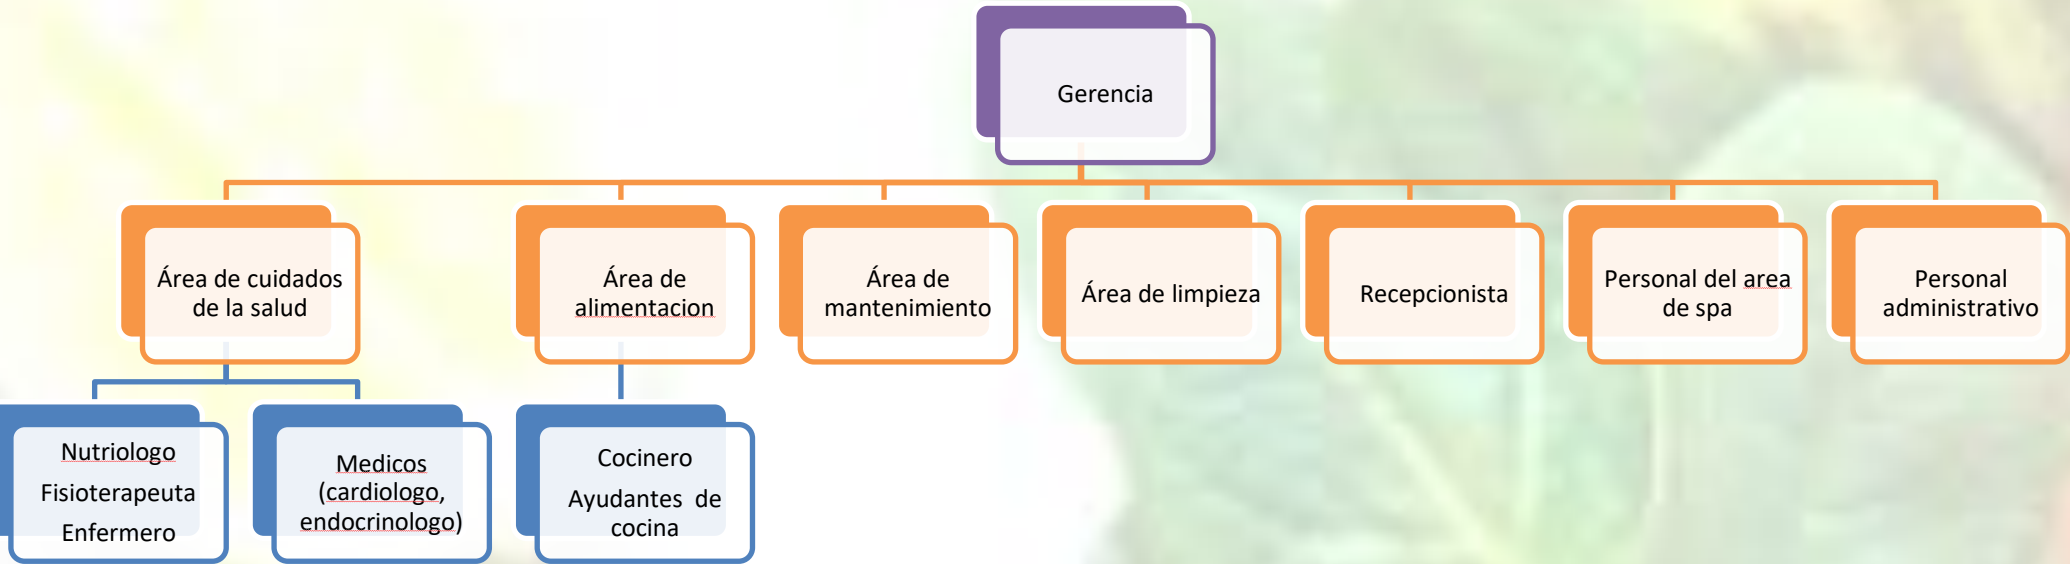 Gerencia
Área de cuidados
de la salud
Área de
alimentacion
Área de
mantenimiento
Área de limpieza
Recepcionista
Personal del area
de spa
Personal
administrativo
Nutriologo
Fisioterapeuta
Enfermero
Medicos
(cardiologo,
endocrinologo)
Cocinero
Ayudantes de
cocina